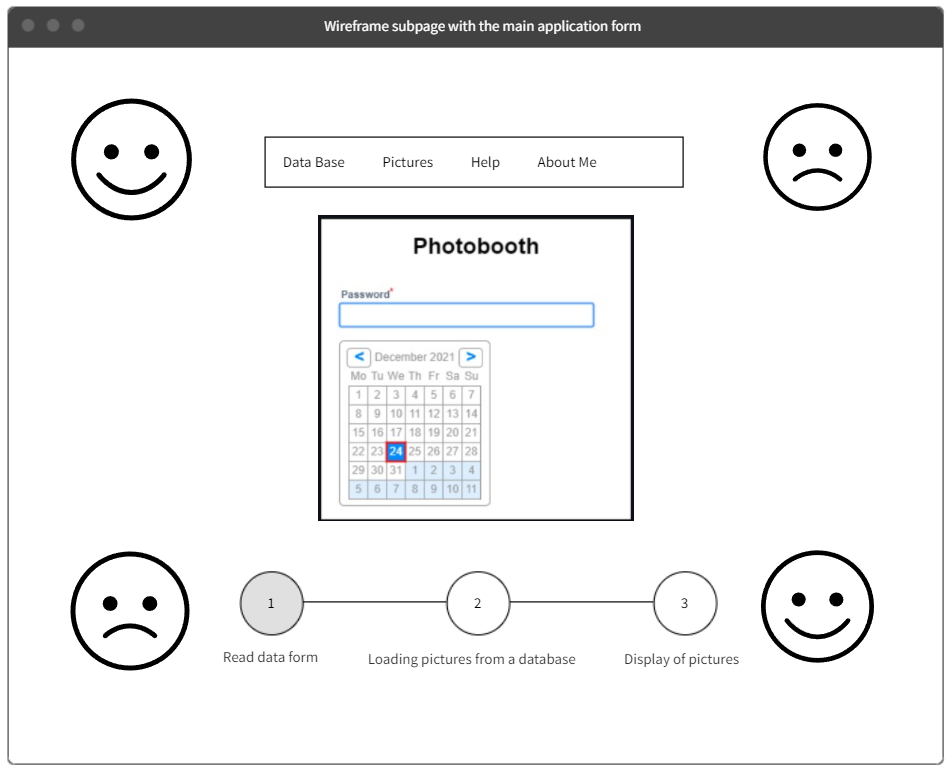 Wireframe subpage with the main application form
Data Base Pictures Help About Me
Photobooth
Password*
< December 2021 >
Mo Tu We Th Fr Sa Su
1 2 3 4 5 6 7
8 9 10 11 12 13 14
15 16 17 18 19 20 21
22 23 24 25 26 27 28
29 30 31 1 2 3 4
5 6 7 8 9 10 11
1 2 3
Read data form Loading pictures from a database Display of pictures